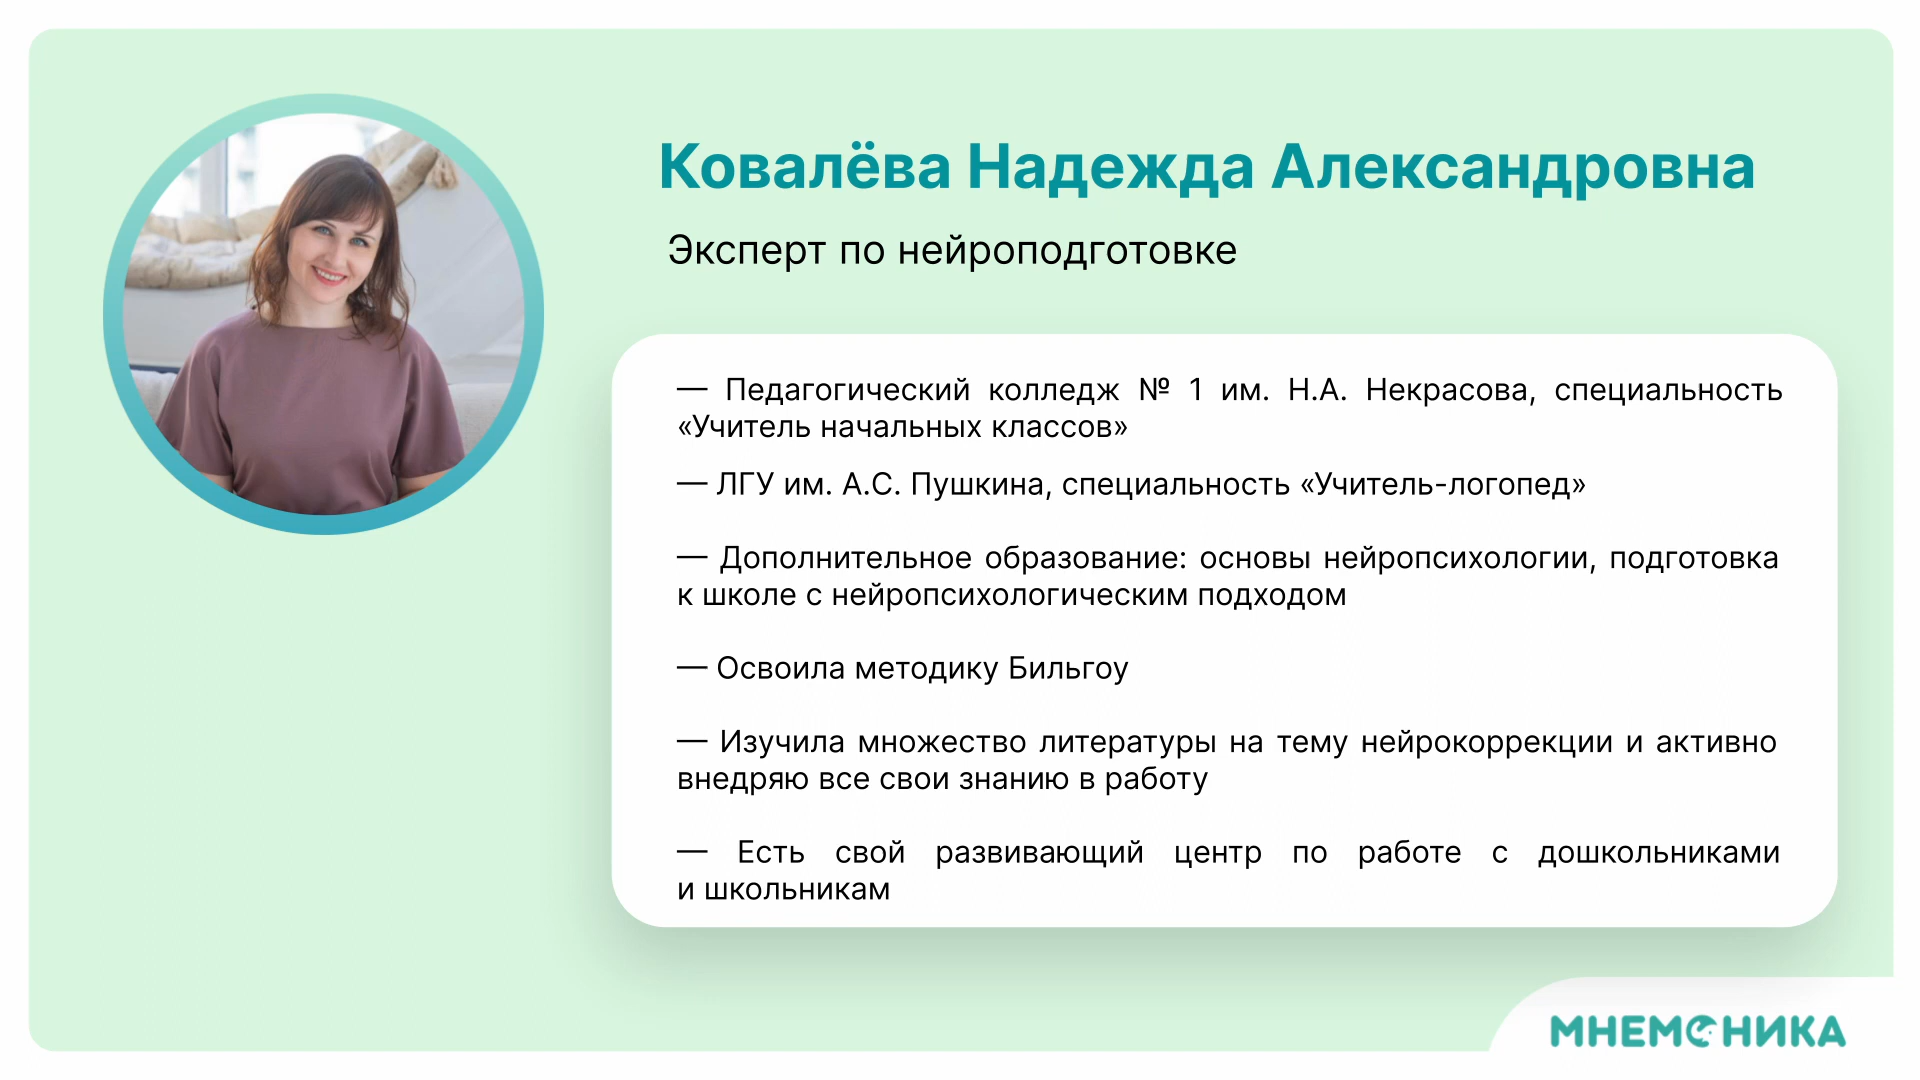 Ковалёва Надежда Александровна
Эксперт по нейроподготовке
— Педагогический колледж № 1 им. Н.А. Некрасова, специальность
«Учитель начальных классов»
— ЛГУ им. А.С. Пушкина, специальность «Учитель-логопед»
— Дополнительное образование: основы нейропсихологии, подготовка
к школе с нейропсихологическим подходом
— Освоила методику Бильгоу
— Изучила множество литературы на тему нейрокоррекции и активно
внедряю все свои знанию в работу
— Есть свой развивающий центр по работе с дошкольниками
и школьникам
МНЕМОНИКА